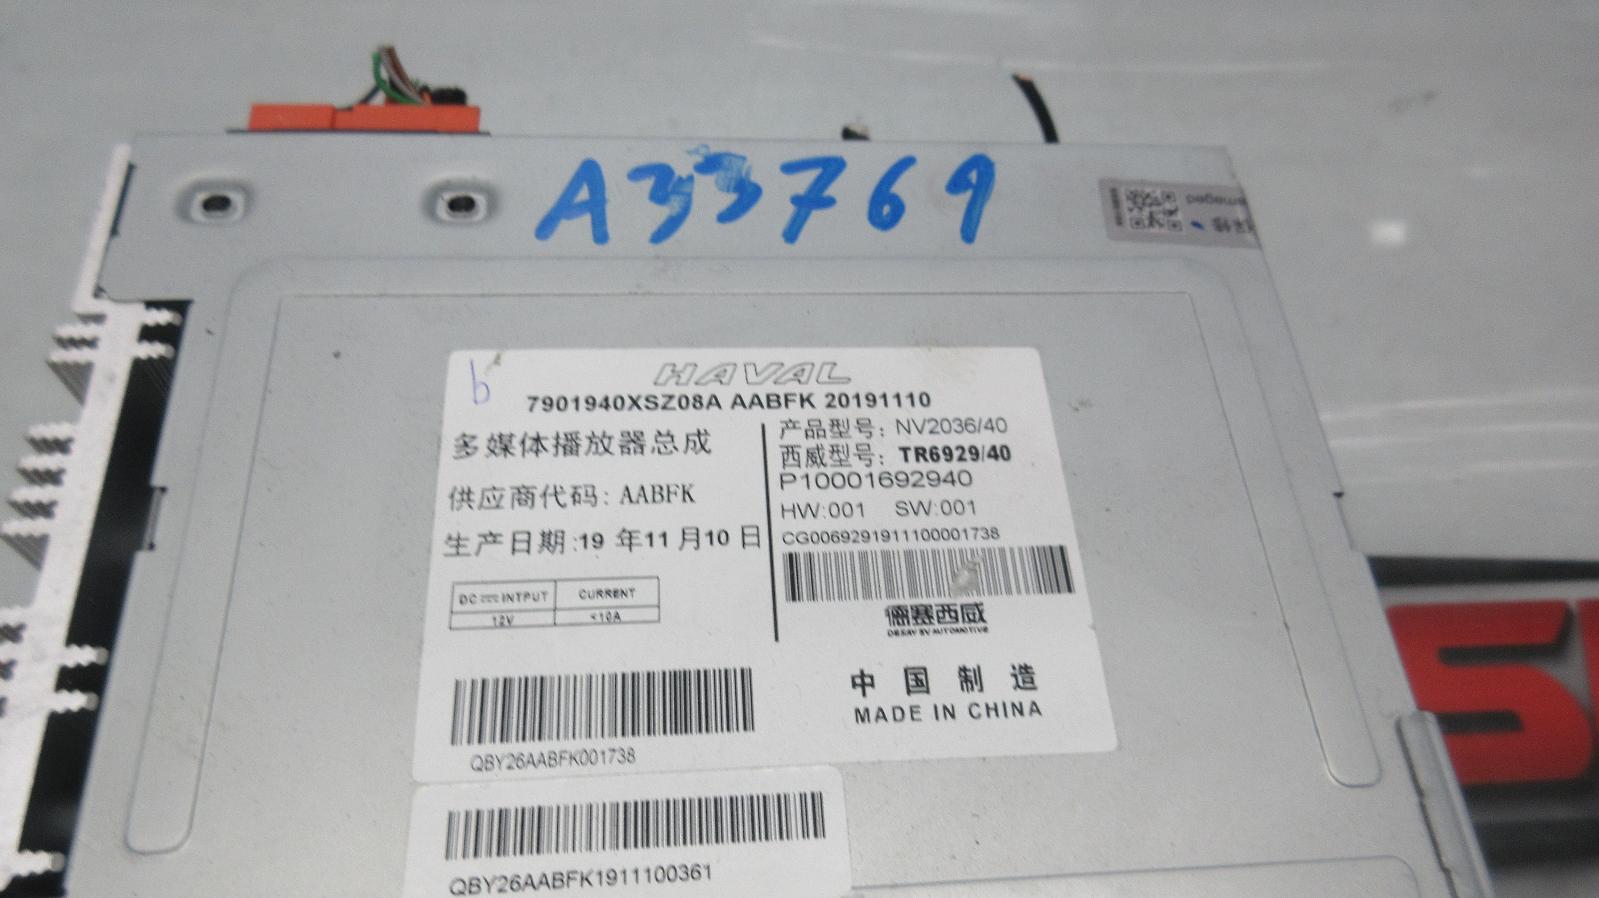 A33769
HAVAL
b
7901940XSZ08A AABFK 20191110
多媒体播放器总成
供应商代码: AABFK
生产日期:19 年11 月10 日
DC INTPUT CURRENT
12V <10A
产品型号: NV2036/40
西威型号: TR6929/40
P10001692940
HW:001 SW:001
CG0069291911100001738
德赛西威
DESAY SV AUTOMOTIVE
中国制造
MADE IN CHINA
QBY26AABFK001738
QBY26AABFK1911100361